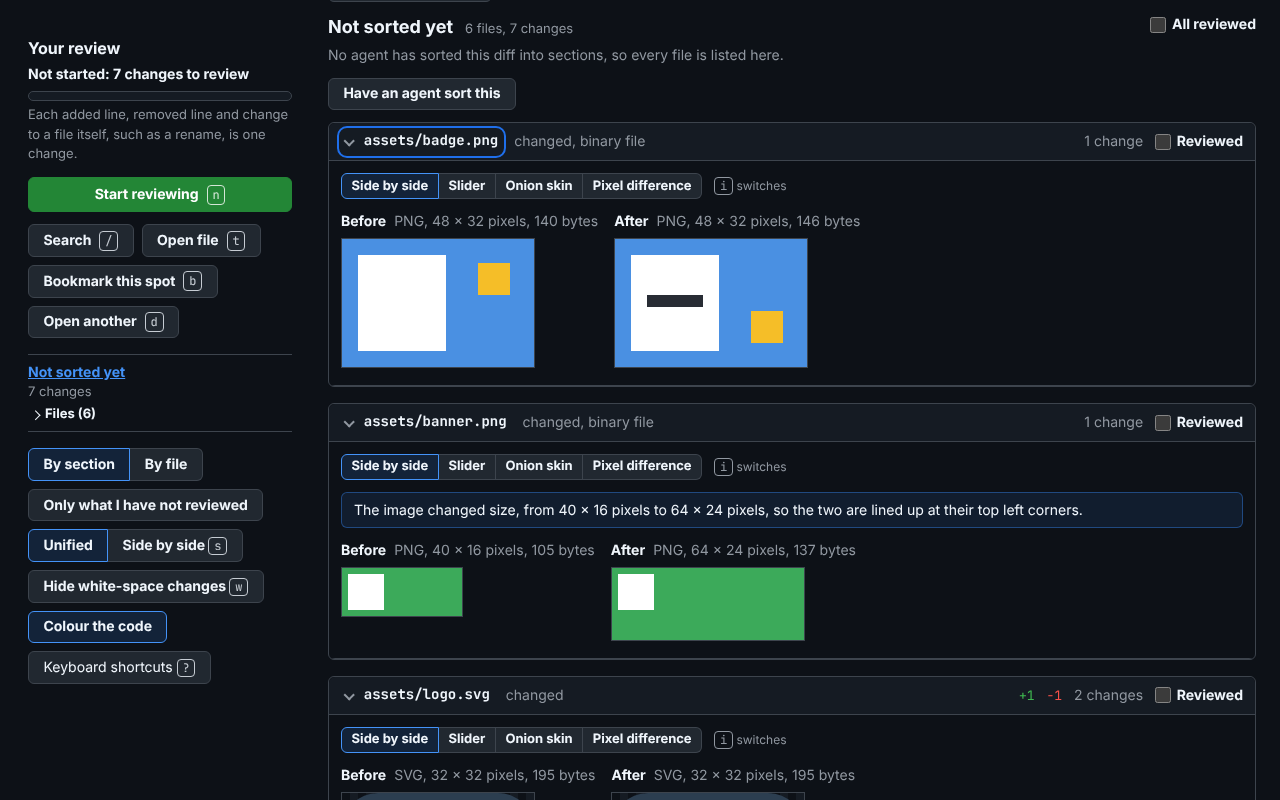 Your review
Not started: 7 changes to review
Each added line, removed line and change
to a file itself, such as a rename, is one
change.
Start reviewing n
Search / Open file t
Bookmark this spot b
Open another d
Not sorted yet
7 changes
Files (6)
By section By file
Only what I have not reviewed
Unified Side by side s
Hide white-space changes w
Colour the code
Keyboard shortcuts ?
Not sorted yet 6 files, 7 changes All reviewed
No agent has sorted this diff into sections, so every file is listed here.
Have an agent sort this
assets/badge.png changed, binary file 1 change Reviewed
Side by side Slider Onion skin Pixel difference i switches
Before PNG, 48 × 32 pixels, 140 bytes After PNG, 48 × 32 pixels, 146 bytes
assets/banner.png changed, binary file 1 change Reviewed
Side by side Slider Onion skin Pixel difference i switches
The image changed size, from 40 × 16 pixels to 64 × 24 pixels, so the two are lined up at their top left corners.
Before PNG, 40 × 16 pixels, 105 bytes After PNG, 64 × 24 pixels, 137 bytes
assets/logo.svg changed +1 -1 2 changes Reviewed
Side by side Slider Onion skin Pixel difference i switches
Before SVG, 32 × 32 pixels, 195 bytes After SVG, 32 × 32 pixels, 195 bytes